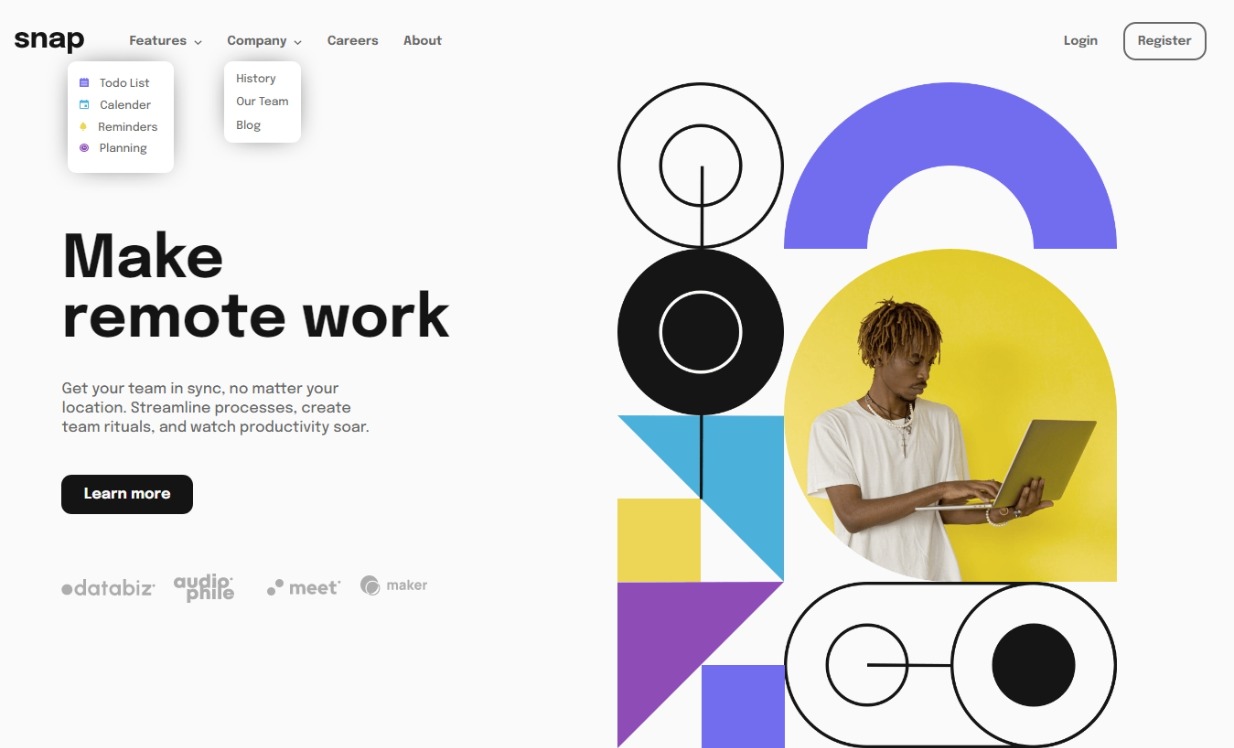 snap
Features
Company
Careers
About
Login
Register
Todo List
Calender
Reminders
Planning
History
Our Team
Blog
Make
remote work
Get your team in sync, no matter your
location. Streamline processes, create
team rituals, and watch productivity soar.
Learn more
databiz
audio
phile
meet
maker